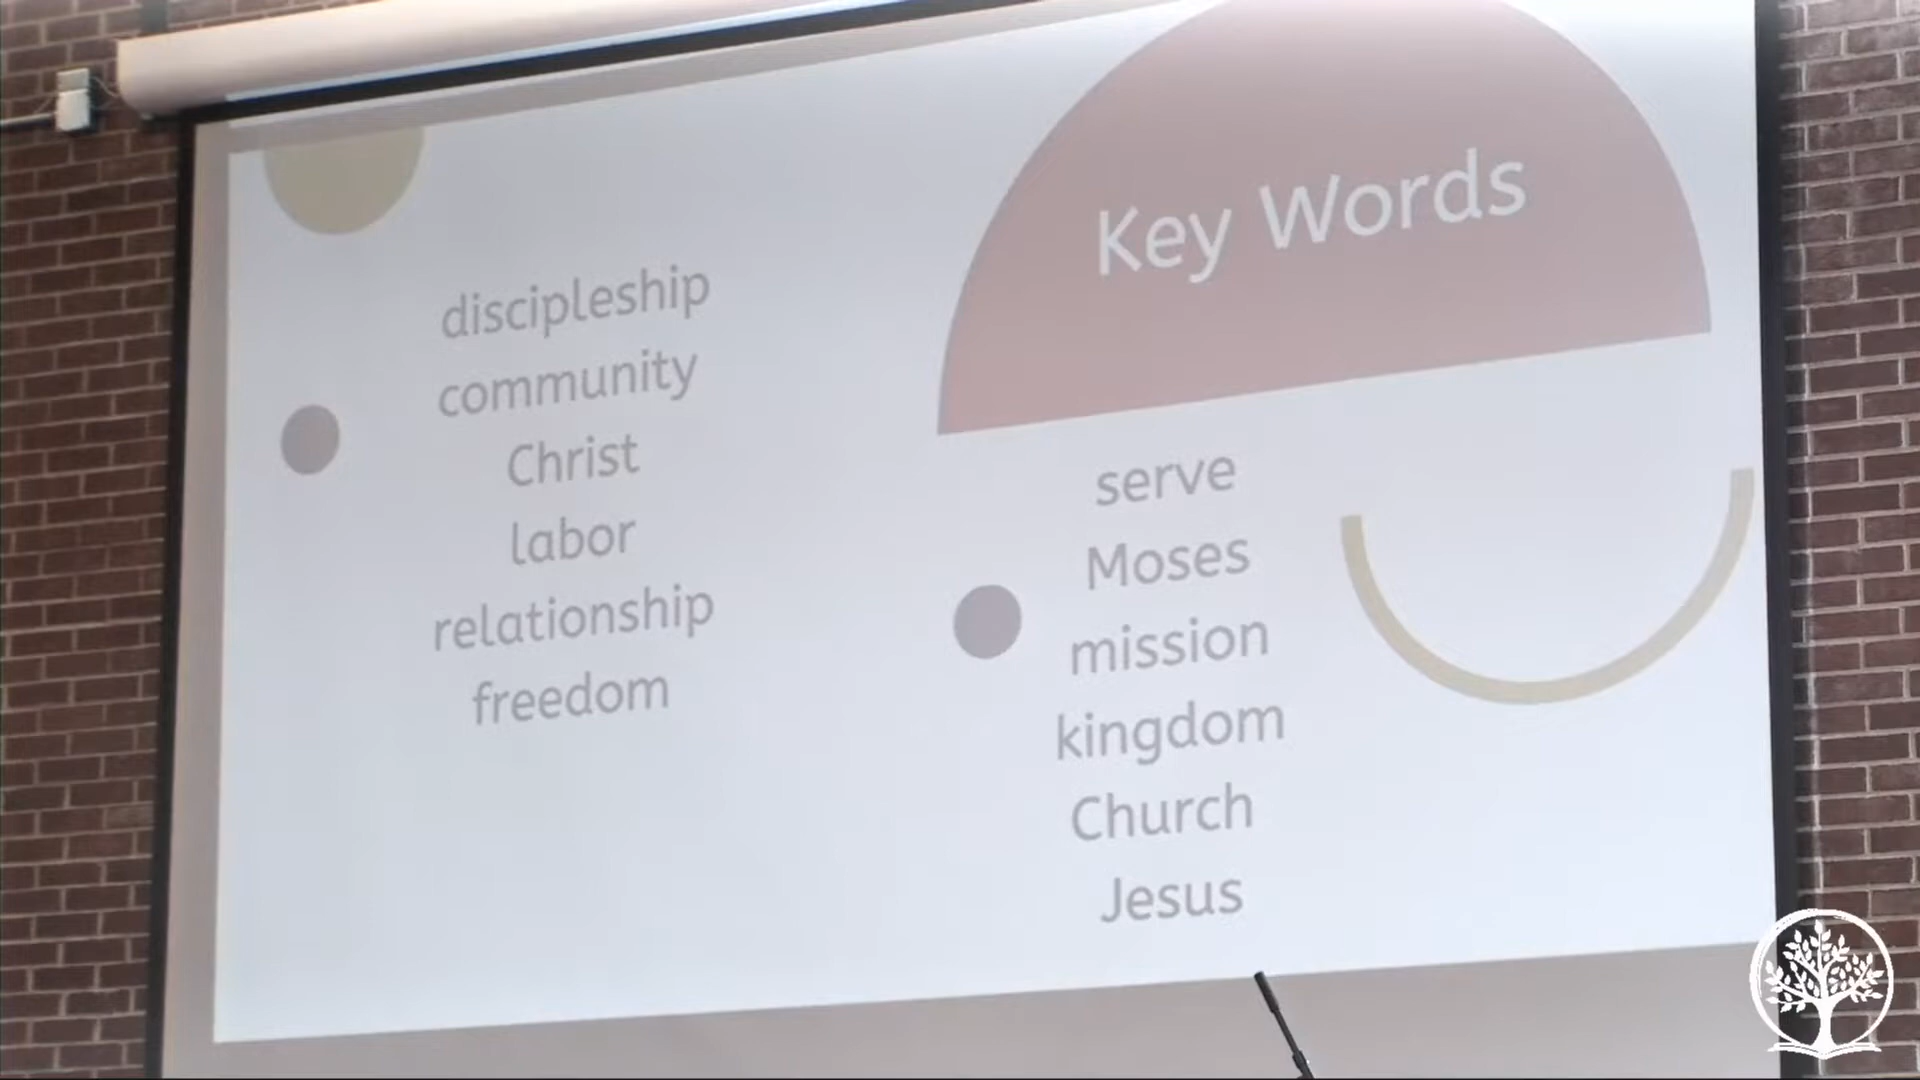 Key Words
discipleship
community
Christ
labor
relationship
freedom
serve
Moses
mission
kingdom
Church
Jesus